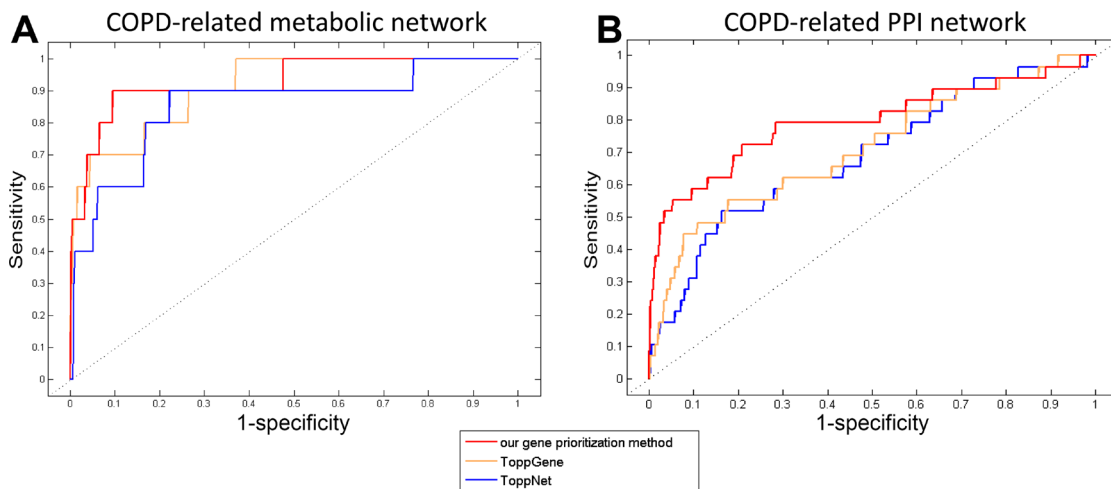 A
COPD-related metabolic network
1
0.9
0.8
0.7
0.6
0.5
0.4
0.3
0.2
0.1
0
Sensitivity
0 0.1 0.2 0.3 0.4 0.5 0.6 0.7 0.8 0.9 1
1-specificity
B
COPD-related PPI network
1
0.9
0.8
0.7
0.6
0.5
0.4
0.3
0.2
0.1
0
Sensitivity
0 0.1 0.2 0.3 0.4 0.5 0.6 0.7 0.8 0.9 1
1-specificity
our gene prioritization method
ToppGene
ToppNet